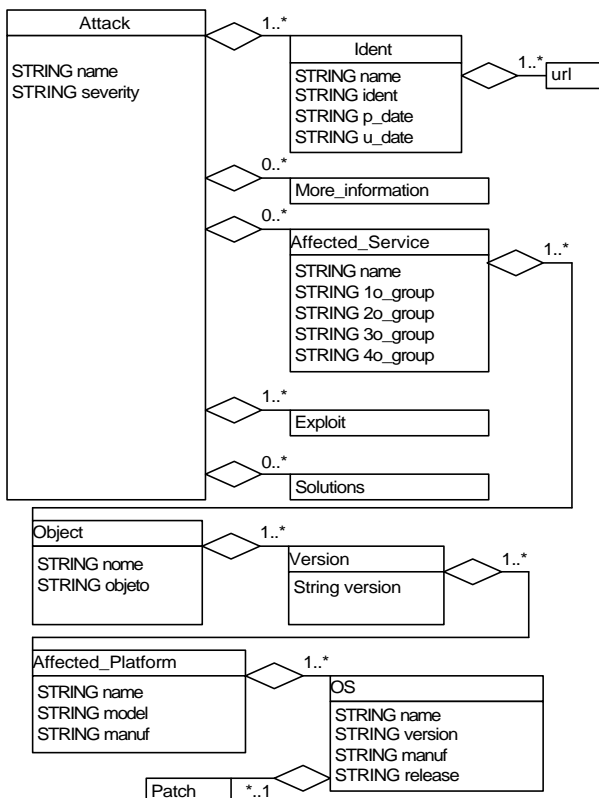 Attack
STRING name
STRING severity
1..*
Ident
STRING name
STRING ident
STRING p_date
STRING u_date
1..*
url
0..*
More_information
0..*
Affected_Service
STRING name
STRING 1o_group
STRING 2o_group
STRING 3o_group
STRING 4o_group
1..*
1..*
Exploit
0..*
Solutions
Object
STRING nome
STRING objeto
1..*
Version
String version
1..*
Affected_Platform
STRING name
STRING model
STRING manuf
1..*
OS
STRING name
STRING version
STRING manuf
STRING release
Patch
*..1